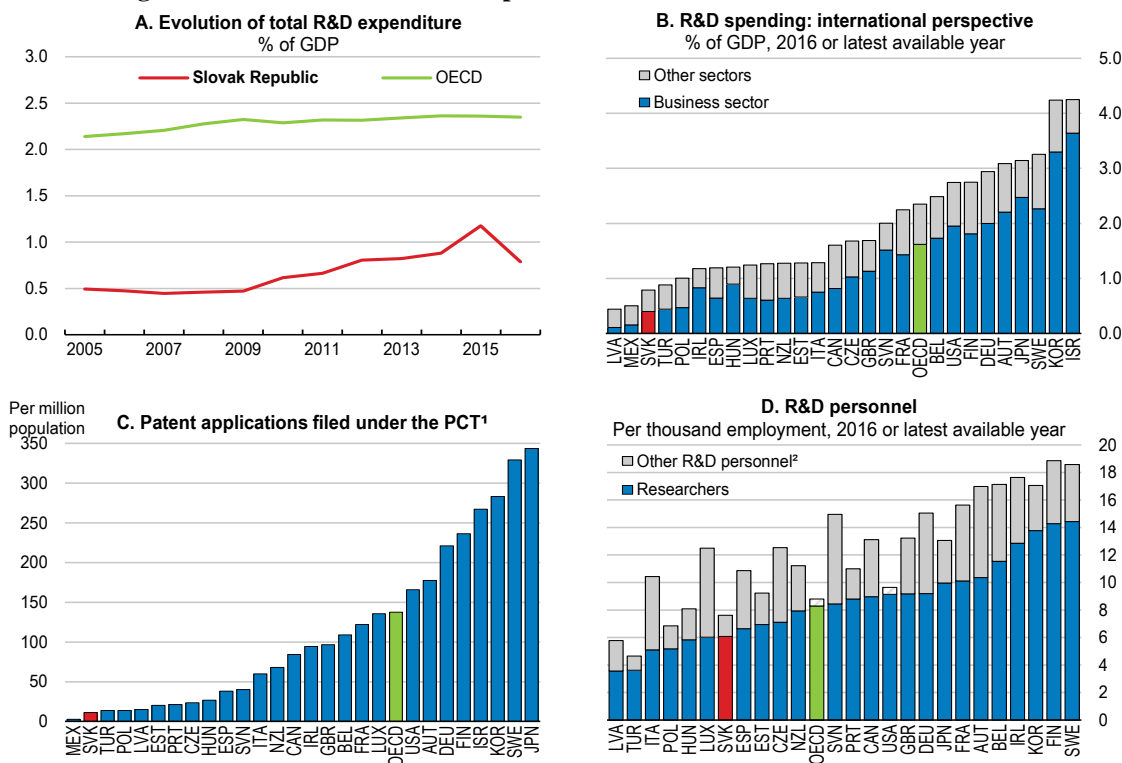 A. Evolution of total R&D expenditure
% of GDP
3.0
2.5
2.0
1.5
1.0
0.5
0.0
Slovak Republic
OECD
2005 2007 2009 2011 2013 2015
B. R&D spending: international perspective
% of GDP, 2016 or latest available year
Other sectors
Business sector
5.0
4.0
3.0
2.0
1.0
0.0
LVA MEX SVK TUR POL IRL ESP HUN LUX PRT NZL EST ITA CAN CZE GBR SVN FRA OECD BEL USA FIN DEU AUT JPN SWE KOR ISR
Per million
population
C. Patent applications filed under the PCT¹
350
300
250
200
150
100
50
0
MEX SVK TUR POL LVA EST PRT CZE HUN ESP SVN ITA NZL CAN IRL GBR BEL FRA LUX OECD USA AUT DEU FIN ISR KOR SWE JPN
D. R&D personnel
Per thousand employment, 2016 or latest available year
Other R&D personnel²
Researchers
20
18
16
14
12
10
8
6
4
2
0
LVA TUR ITA POL HUN LUX SVK ESP EST CZE NZL OECD SVN PRT CAN USA GBR DEU JPN FRA AUT BEL IRL KOR FIN SWE